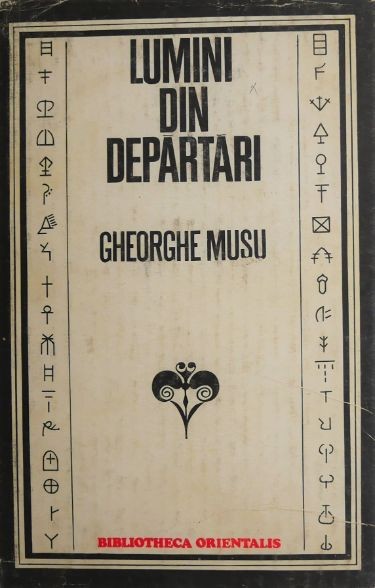 LUMINI
DIN
DEPĂRTĂRI
GHEORGHE MUSU
BIBLIOTHECA ORIENTALIS